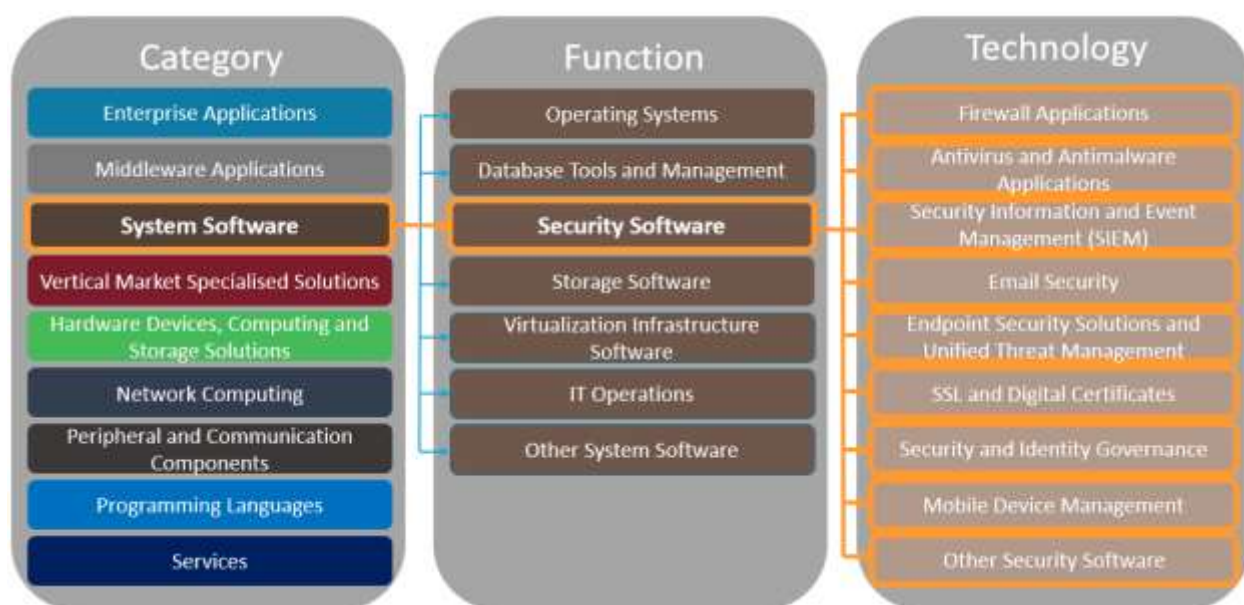 Category
Enterprise Applications
Middleware Applications
System Software
Vertical Market Specialised Solutions
Hardware Devices, Computing and
Storage Solutions
Network Computing
Peripheral and Communication
Components
Programming Languages
Services
Function
Operating Systems
Database Tools and Management
Security Software
Storage Software
Virtualization Infrastructure
Software
IT Operations
Other System Software
Technology
Firewall Applications
Antivirus and Antimalware
Applications
Security Information and Event
Management (SIEM)
Email Security
Endpoint Security Solutions and
Unified Threat Management
SSL and Digital Certificates
Security and Identity Governance
Mobile Device Management
Other Security Software